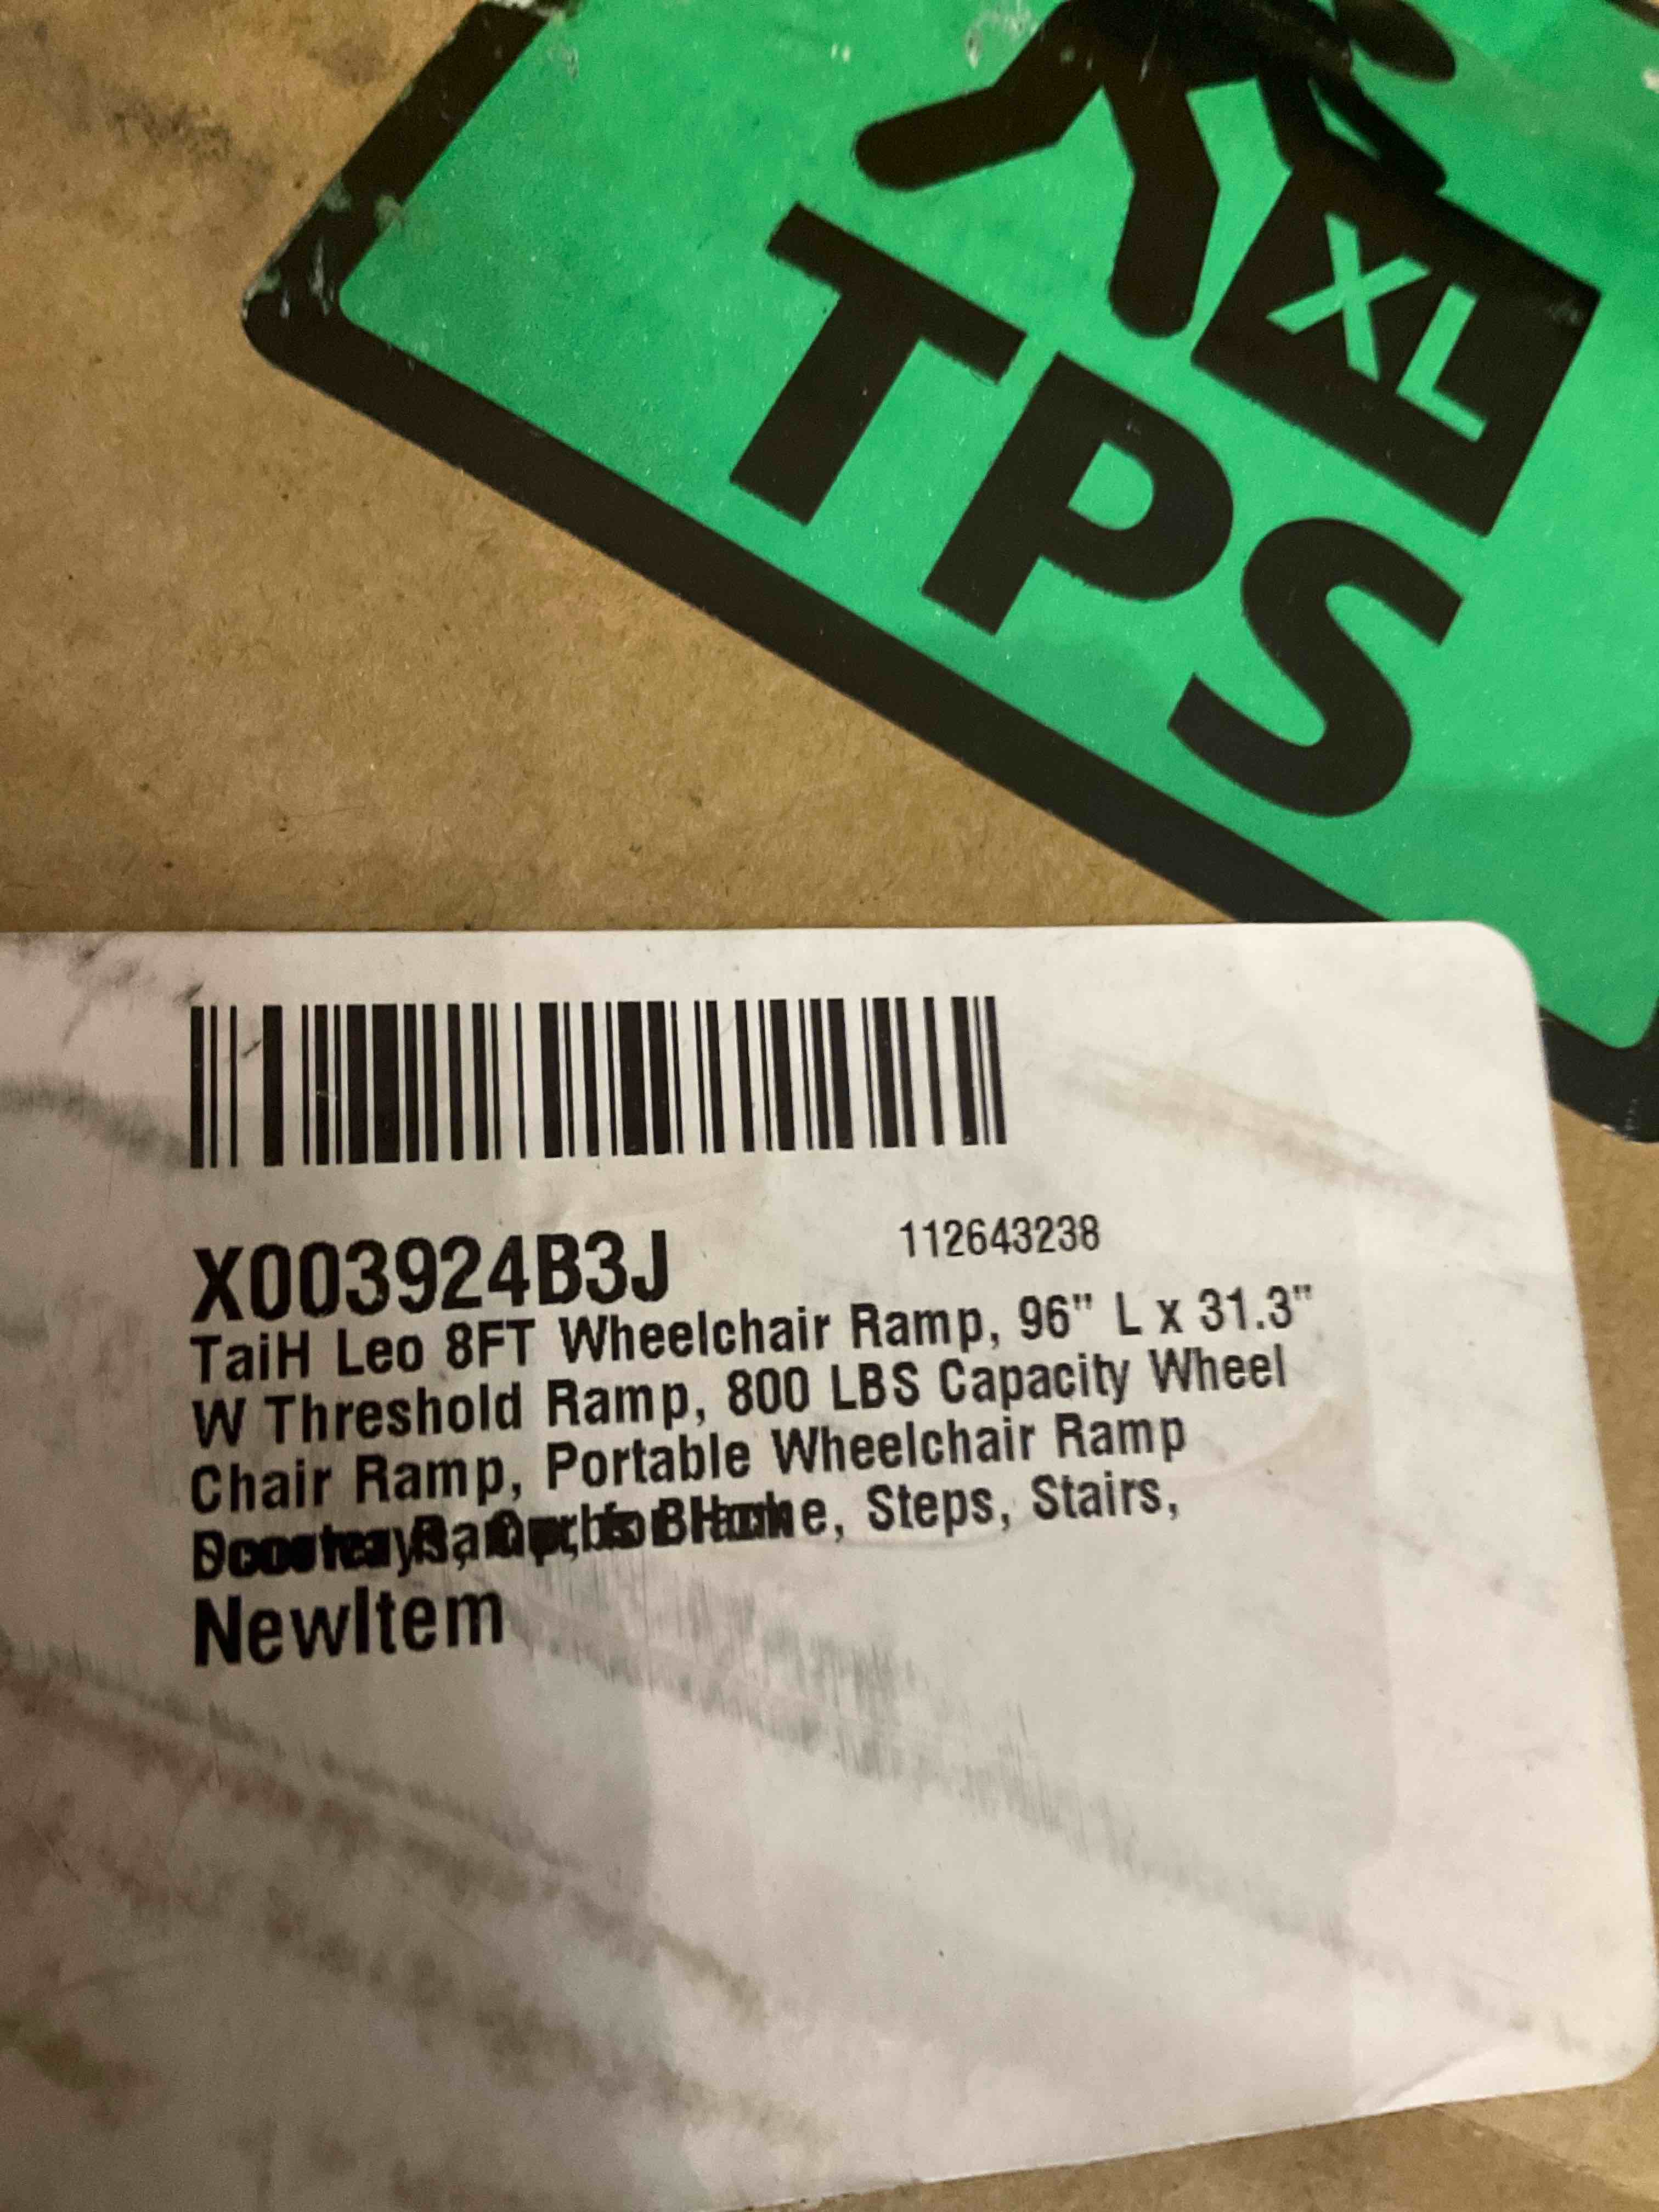 XL
TPS
X003924B3J
112643238
TaiH Leo 8FT Wheelchair Ramp, 96" L x 31.3"
W Threshold Ramp, 800 LBS Capacity Wheel
Chair Ramp, Portable Wheelchair Ramp
Steps, Stairs,
NewItem